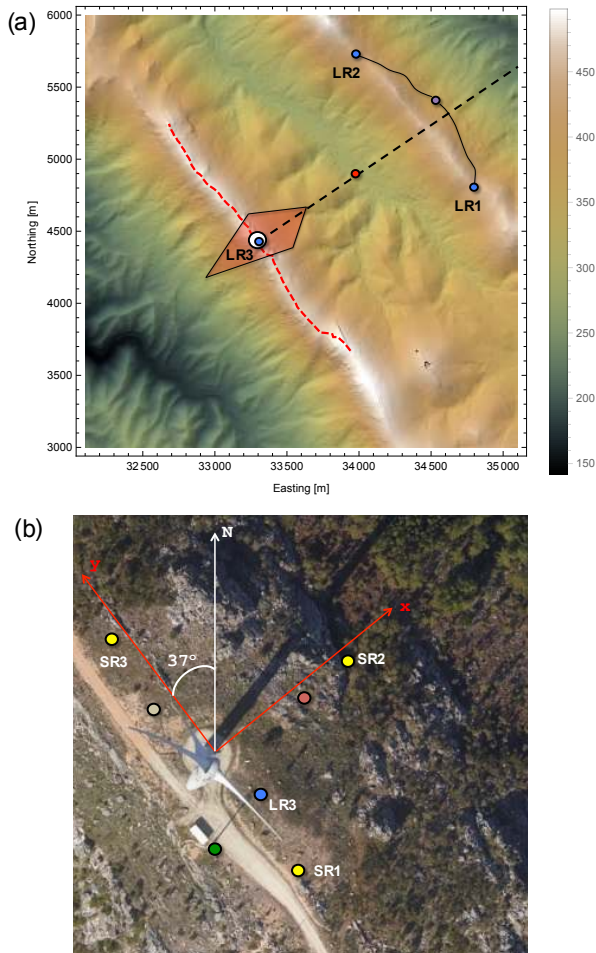 (a)
6000
5500
5000
4500
4000
3500
3000
Northing [m]
LR2
LR1
LR3
32 500
33 000
33 500
34 000
34 500
35 000
Easting [m]
450
400
350
300
250
200
150
(b)
N
y
x
37°
SR3
SR2
LR3
SR1